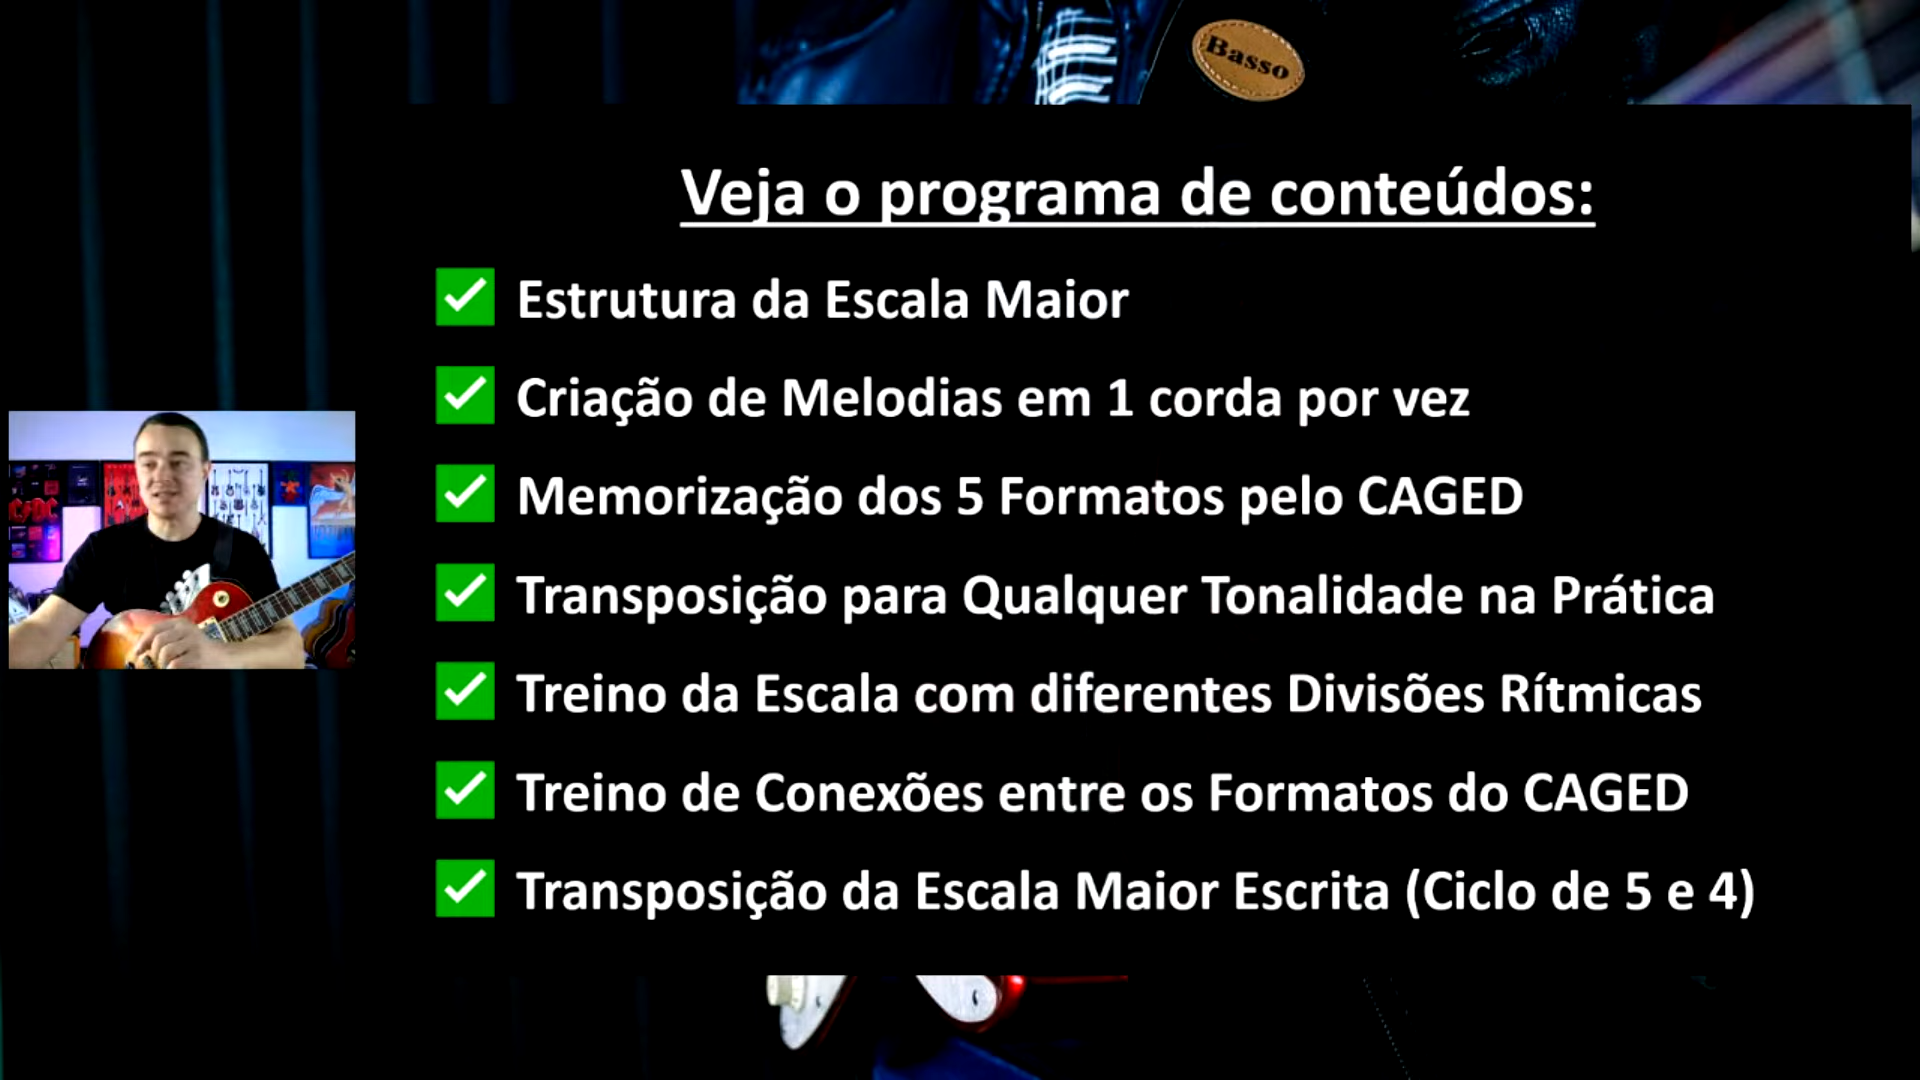 Basso
Veja o programa de conteúdos:
Estrutura da Escala Maior
Criação de Melodias em 1 corda por vez
Memorização dos 5 Formatos pelo CAGED
Transposição para Qualquer Tonalidade na Prática
Treino da Escala com diferentes Divisões Rítmicas
Treino de Conexões entre os Formatos do CAGED
Transposição da Escala Maior Escrita (Ciclo de 5 e 4)